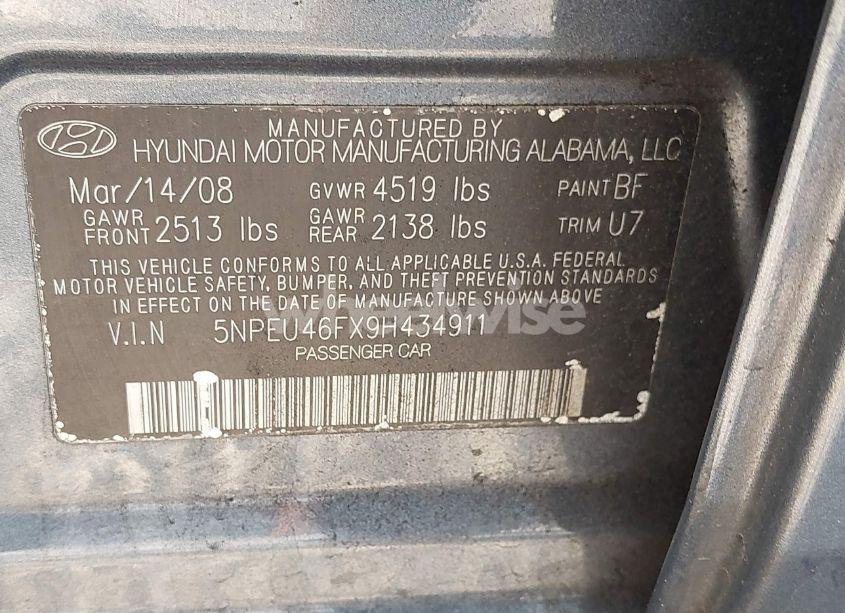 MANUFACTURED BY
HYUNDAI MOTOR MANUFACTURING ALABAMA, LLC
Mar/14/08 GVWR 4519 lbs PAINT BF
GAWR FRONT 2513 lbs GAWR REAR 2138 lbs TRIM U7
THIS VEHICLE CONFORMS TO ALL APPLICABLE U.S.A. FEDERAL
MOTOR VEHICLE SAFETY, BUMPER, AND THEFT PREVENTION STANDARDS
IN EFFECT ON THE DATE OF MANUFACTURE SHOWN ABOVE
wheelwise
V.I.N 5NPEU46FX9H434911
PASSENGER CAR